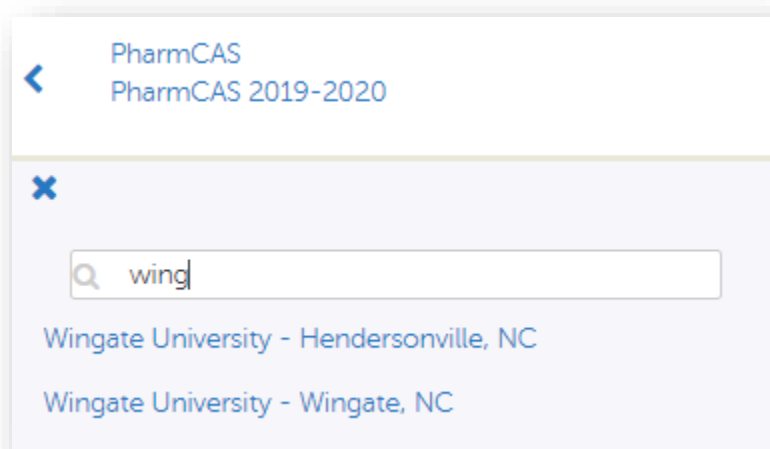 PharmCAS
PharmCAS 2019-2020
wing
Wingate University - Hendersonville, NC
Wingate University - Wingate, NC